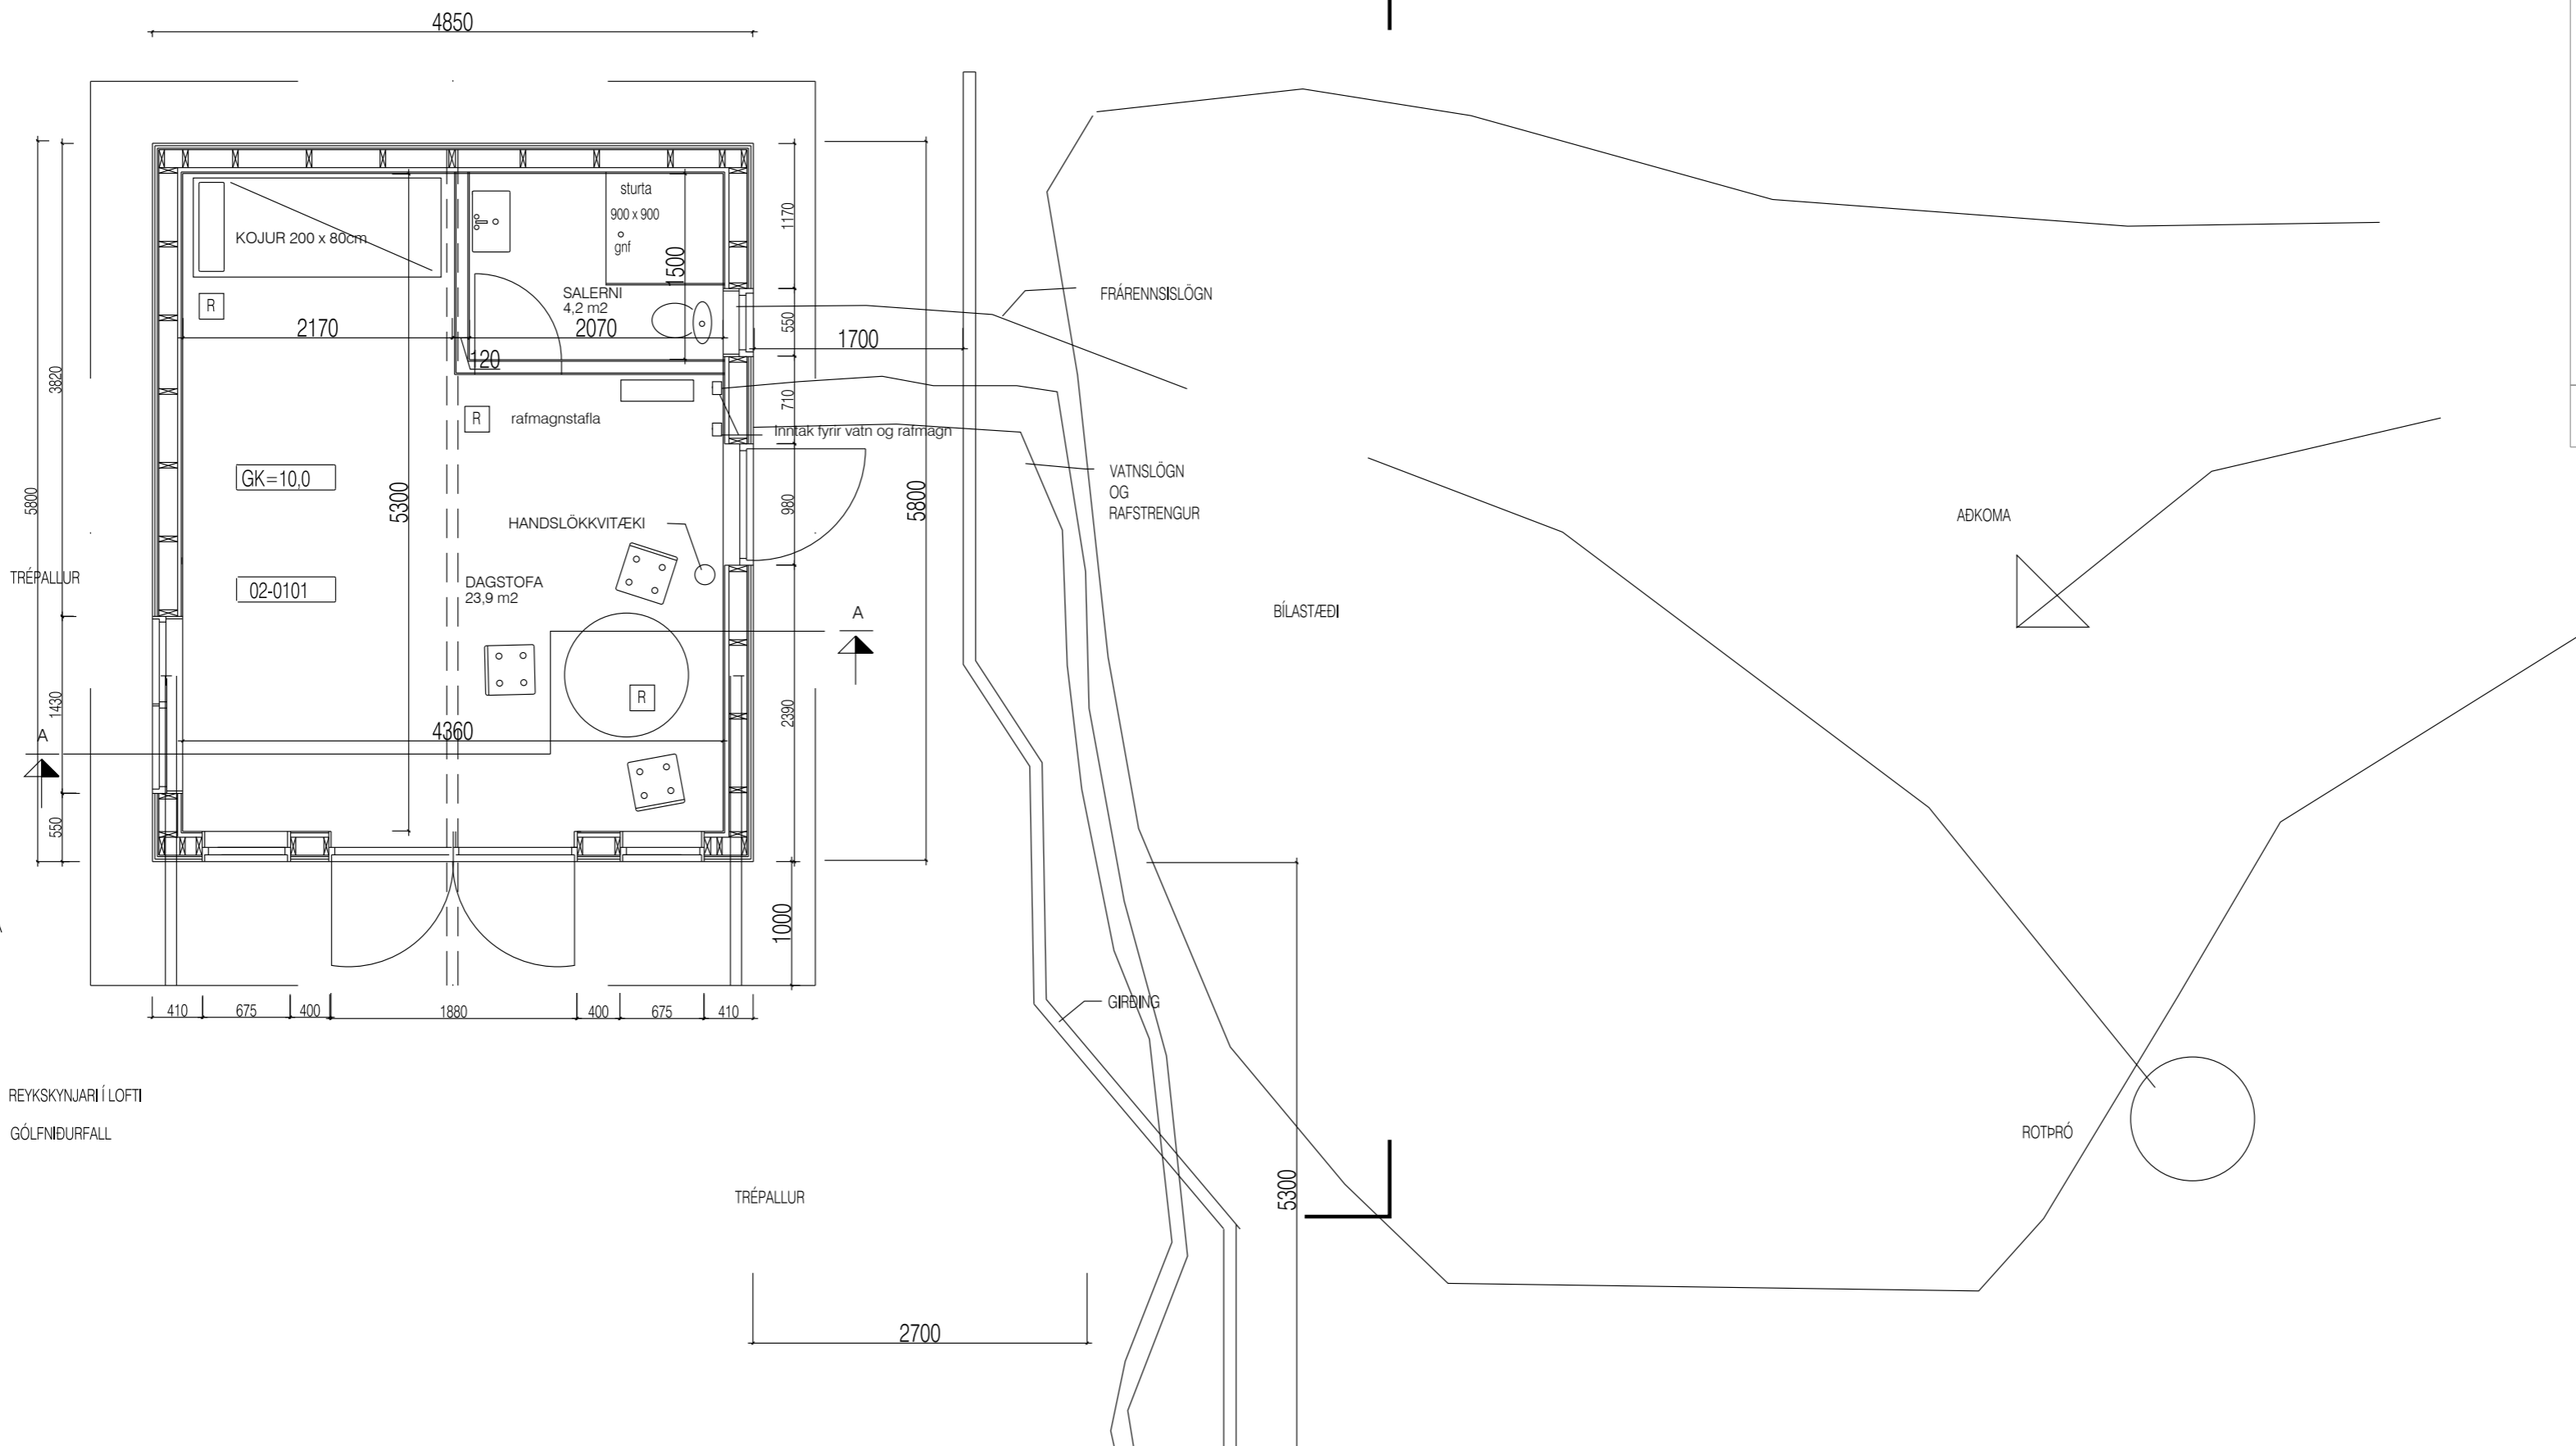 4850
sturta
900 x 900
gnf
KOJUR 200 x 80cm
1170
1500
R
SALERNI
4,2 m2
2170
2070
550
1700
FRÁRENNSISLÖGN
120
3820
710
R
rafmagnstafla
Inntak fyrir vatn og rafmagn
GK=10,0
5300
5800
980
5800
VATNSLÖGN
OG
RAFSTRENGUR
HANDSLÖKKVITÆKI
AÐKOMA
TRÉPALLUR
02-0101
DAGSTOFA
23,9 m2
A
BÍLASTÆÐI
R
1430
4360
2390
A
550
1000
410
675
400
1880
400
675
410
GIRÐING
REYKSKYNJARI Í LOFTI
GÓLFNIÐURFALL
ROTÞRÓ
TRÉPALLUR
5300
2700